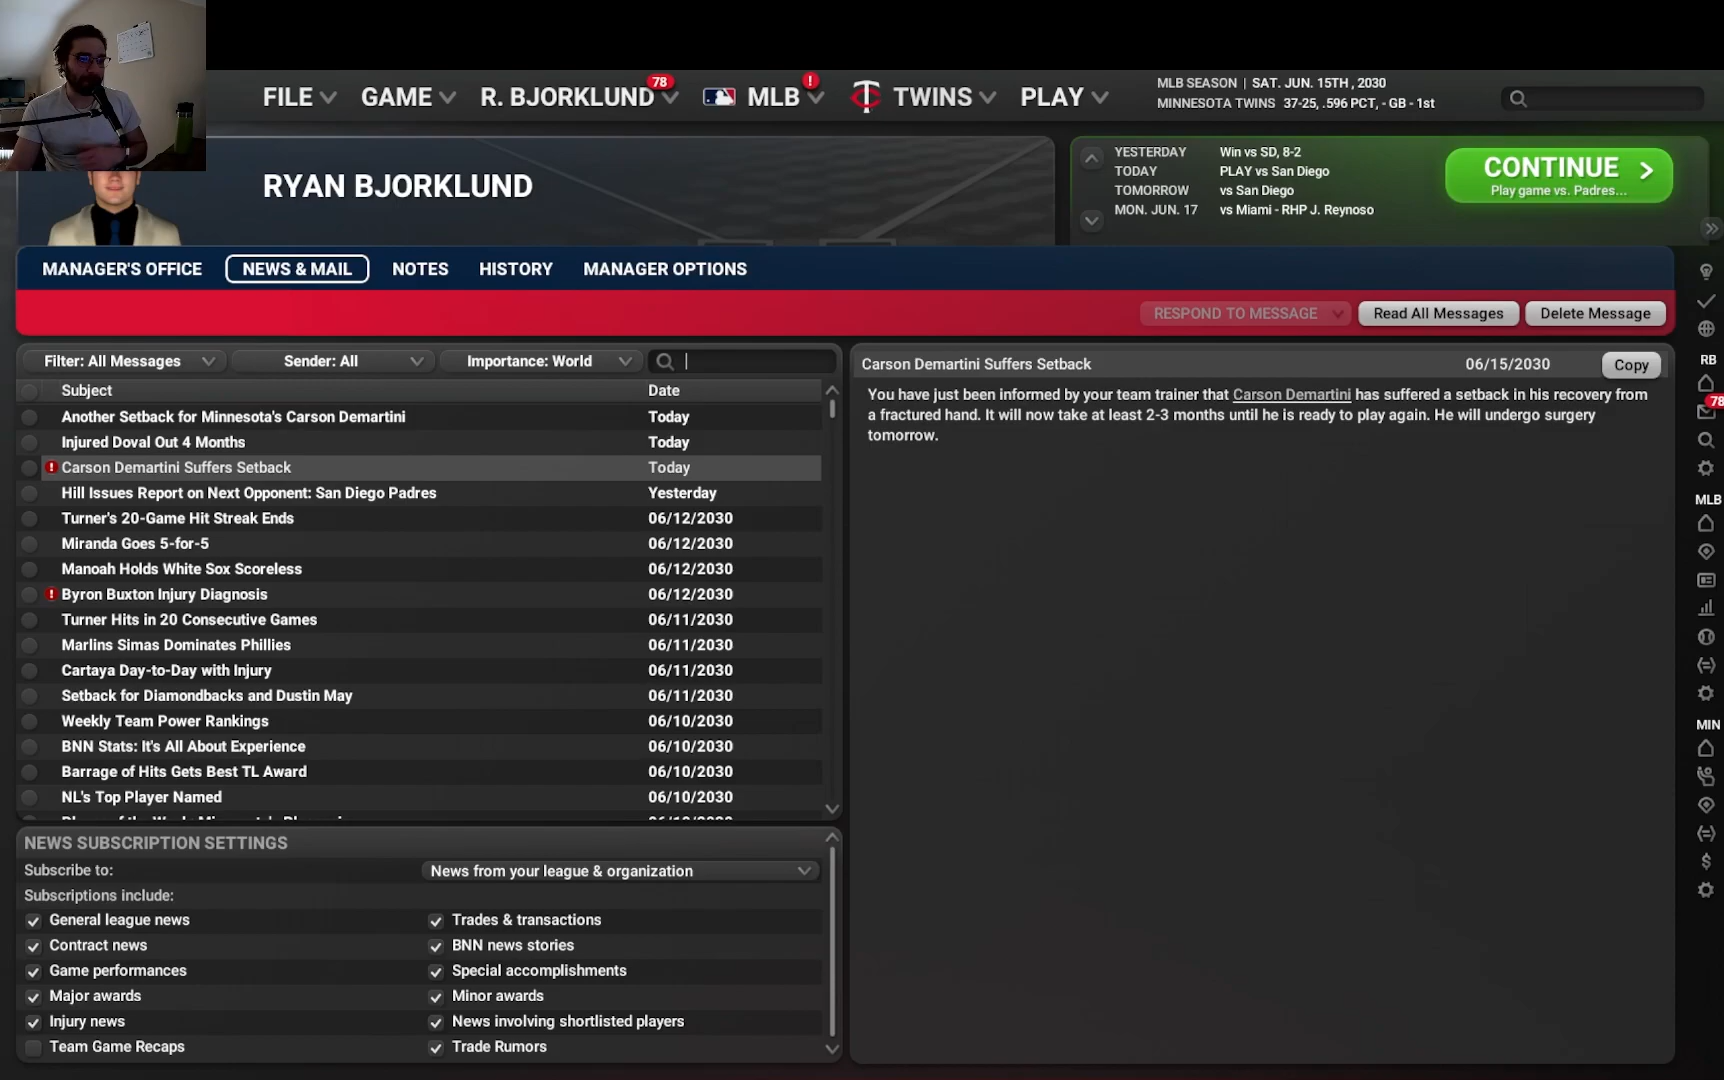 FILE
GAME
R. BJORKLUND
78
MLB
!
TWINS
PLAY
MLB SEASON | SAT. JUN. 15TH , 2030
MINNESOTA TWINS 37-25, .596 PCT, - GB - 1st
RYAN BJORKLUND
YESTERDAY Win vs SD, 8-2
TODAY PLAY vs San Diego
TOMORROW vs San Diego
MON. JUN. 17 vs Miami - RHP J. Reynoso
CONTINUE
Play game vs. Padres...
MANAGER'S OFFICE
NEWS & MAIL
NOTES
HISTORY
MANAGER OPTIONS
RESPOND TO MESSAGE
Read All Messages
Delete Message
Filter: All Messages
Sender: All
Importance: World
Subject Date
Another Setback for Minnesota's Carson Demartini Today
Injured Doval Out 4 Months Today
! Carson Demartini Suffers Setback Today
Hill Issues Report on Next Opponent: San Diego Padres Yesterday
Turner's 20-Game Hit Streak Ends 06/12/2030
Miranda Goes 5-for-5 06/12/2030
Manoah Holds White Sox Scoreless 06/12/2030
! Byron Buxton Injury Diagnosis 06/12/2030
Turner Hits in 20 Consecutive Games 06/11/2030
Marlins Simas Dominates Phillies 06/11/2030
Cartaya Day-to-Day with Injury 06/11/2030
Setback for Diamondbacks and Dustin May 06/11/2030
Weekly Team Power Rankings 06/10/2030
BNN Stats: It's All About Experience 06/10/2030
Barrage of Hits Gets Best TL Award 06/10/2030
NL's Top Player Named 06/10/2030
Carson Demartini Suffers Setback 06/15/2030
Copy
You have just been informed by your team trainer that Carson Demartini has suffered a setback in his recovery from
a fractured hand. It will now take at least 2-3 months until he is ready to play again. He will undergo surgery
tomorrow.
NEWS SUBSCRIPTION SETTINGS
Subscribe to: News from your league & organization
Subscriptions include:
General league news Trades & transactions
Contract news BNN news stories
Game performances Special accomplishments
Major awards Minor awards
Injury news News involving shortlisted players
Team Game Recaps Trade Rumors
RB
78
MLB
MIN
$